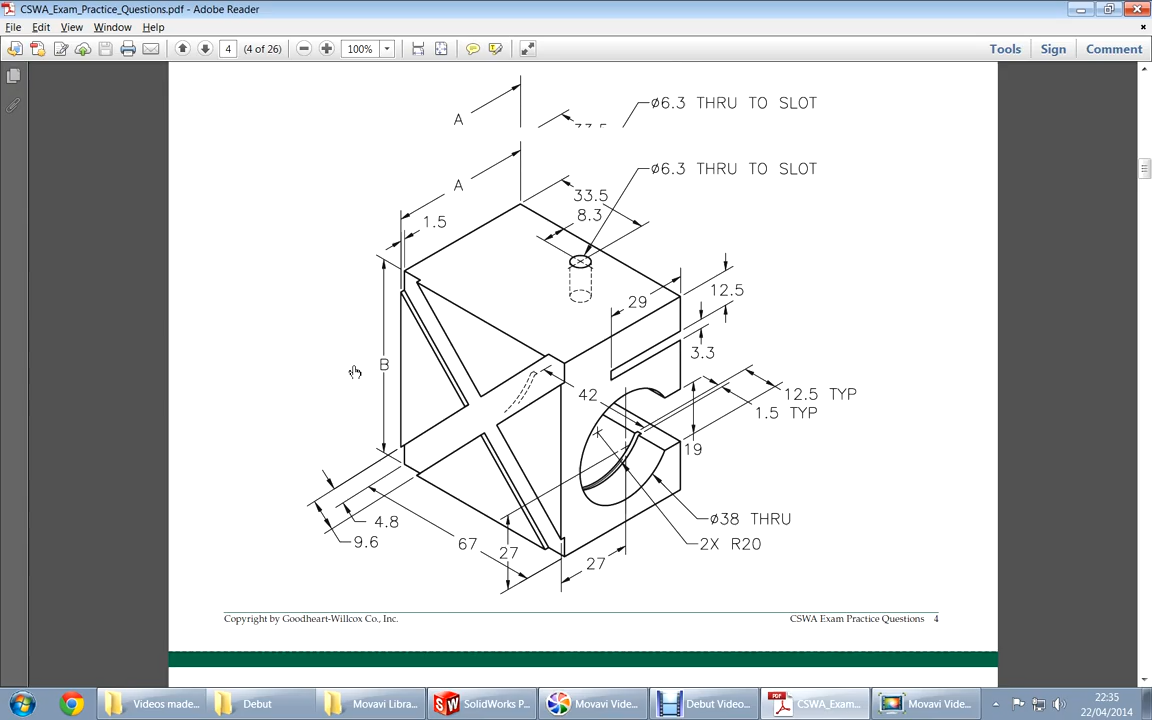 CSWA_Exam_Practice_Questions.pdf - Adobe Reader
File Edit View Window Help
4 (4 of 26) 100% Tools Sign Comment
A
ø6.3 THRU TO SLOT
A
ø6.3 THRU TO SLOT
33.5
8.3
1.5
29
12.5
3.3
B
42
12.5 TYP
1.5 TYP
19
ø38 THRU
2X R20
4.8
9.6
67
27
27
Copyright by Goodheart-Willcox Co., Inc.
CSWA Exam Practice Questions 4
Videos made... Debut Movavi Libra... SolidWorks P... Movavi Vide... Debut Video... CSWA_Exam... Movavi Vide...
22:35
22/04/2014